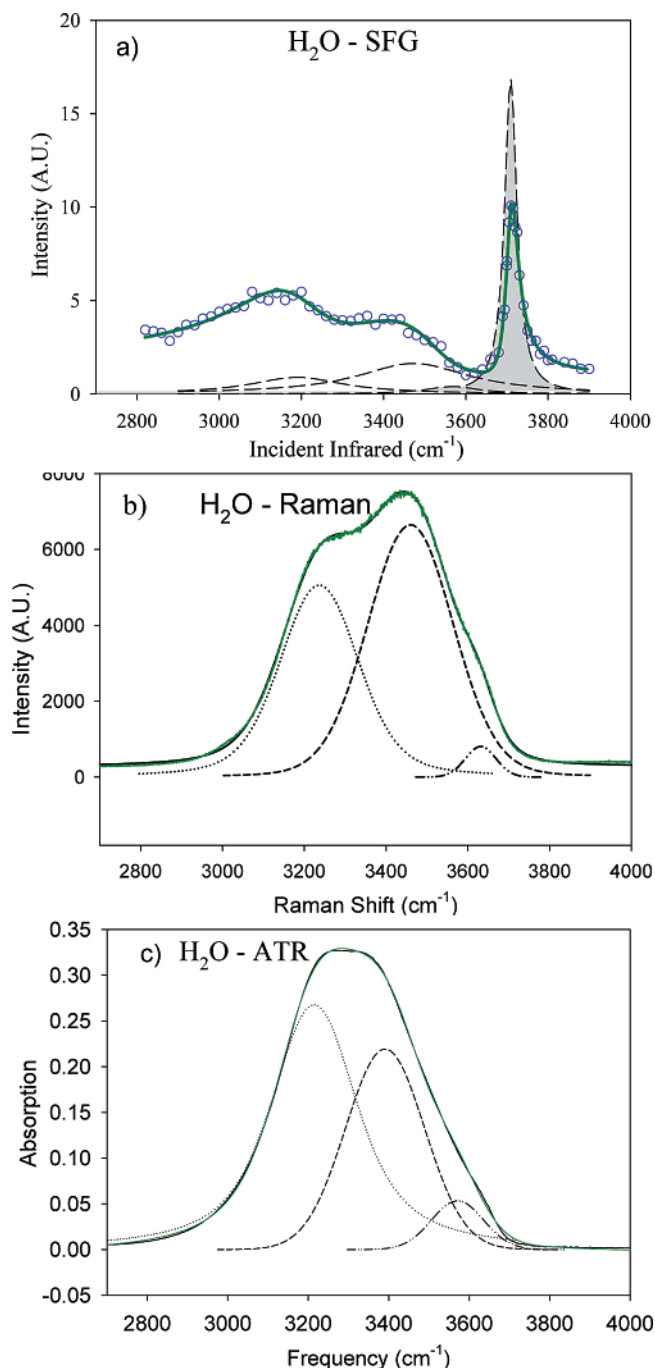 a) H₂O - SFG
20
15
10
5
0
Intensity (A.U.)
2800 3000 3200 3400 3600 3800 4000
Incident Infrared (cm⁻¹)
b) H₂O - Raman
8000
6000
4000
2000
0
Intensity (A.U.)
2800 3000 3200 3400 3600 3800 4000
Raman Shift (cm⁻¹)
c) H₂O - ATR
0.35
0.30
0.25
0.20
0.15
0.10
0.05
0.00
-0.05
Absorption
2800 3000 3200 3400 3600 3800 4000
Frequency (cm⁻¹)